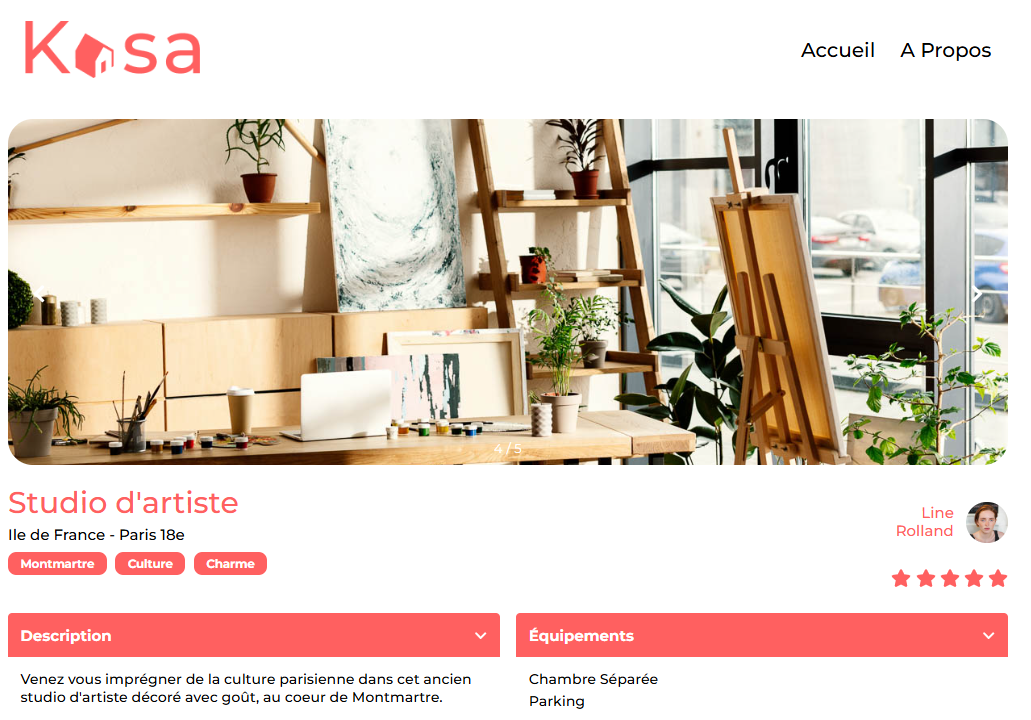 Kasa
Accueil
A Propos
4 / 5
Studio d'artiste
Ile de France - Paris 18e
Montmartre
Culture
Charme
Line
Rolland
Description
Équipements
Venez vous imprégner de la culture parisienne dans cet ancien
studio d'artiste décoré avec goût, au coeur de Montmartre.
Chambre Séparée
Parking